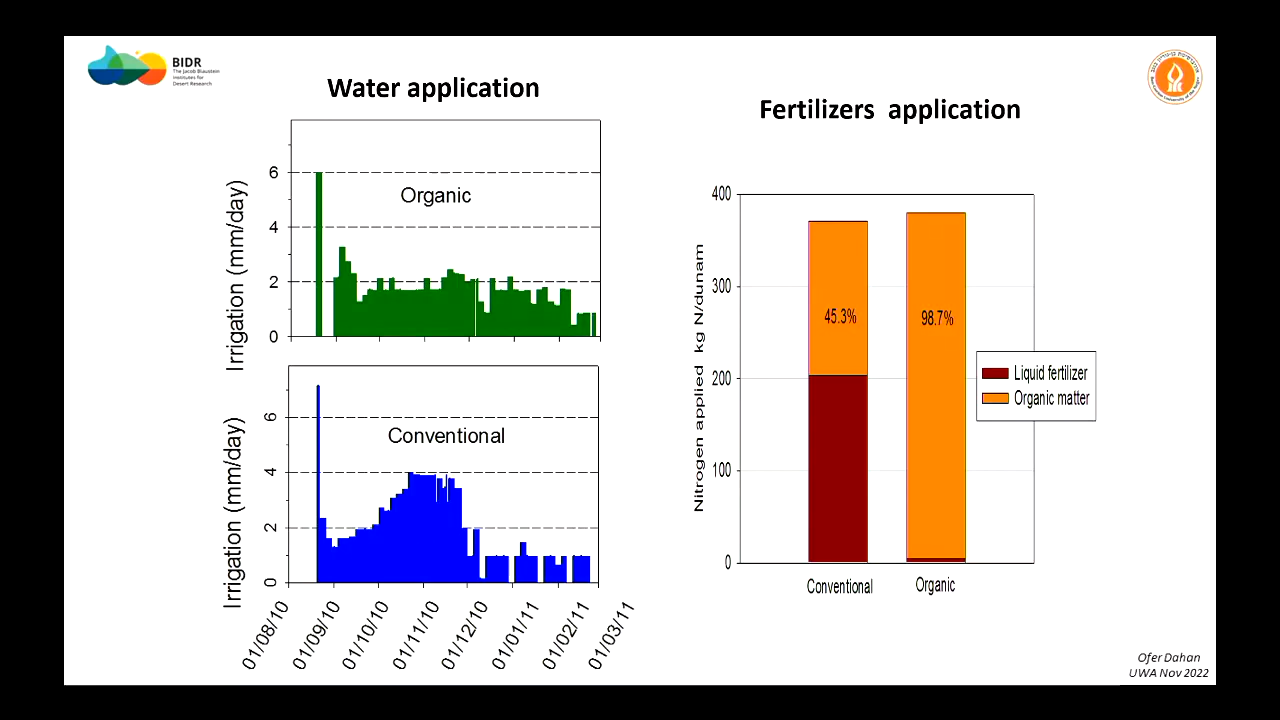 BIDR
The Jacob Blaustein
Institutes for
Desert Research
Water application
Irrigation (mm/day)
6
4
2
0
Organic
Irrigation (mm/day)
6
4
2
0
Conventional
01/08/10
01/09/10
01/10/10
01/11/10
01/12/10
01/01/11
01/02/11
01/03/11
Fertilizers application
Nitrogen applied kg N/dunam
400
300
200
100
0
45.3%
98.7%
Liquid fertilizer
Organic matter
Conventional
Organic
Ofer Dahan
UWA Nov 2022